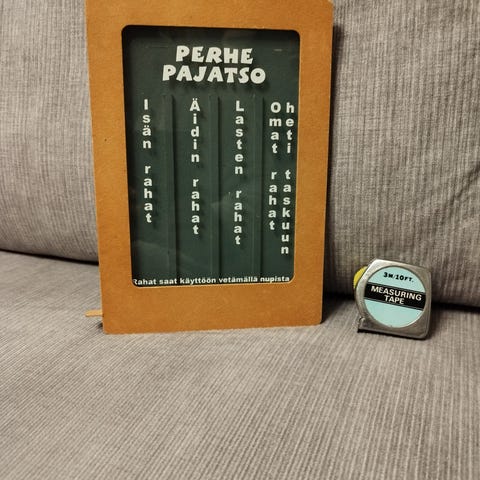 PERHE
PAJATSO
Isän rahat
Äidin rahat
Lasten rahat
Omat rahat
heti taskuun
Rahat saat käyttöön vetämällä nupista
3M/10FT.
MEASURING
TAPE